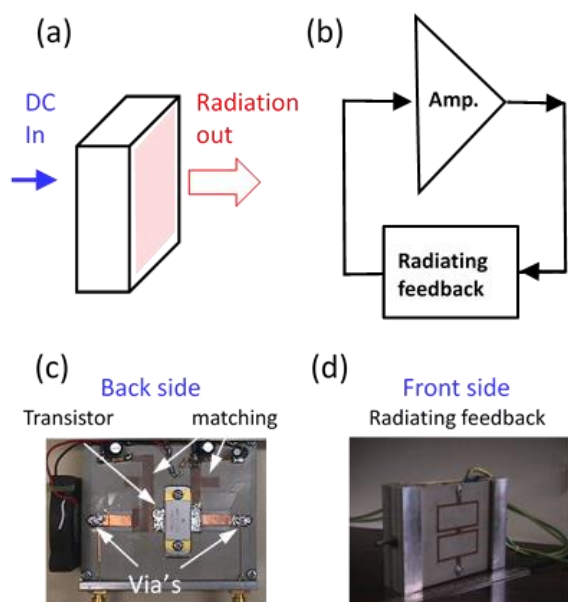 (a)
DC
In
Radiation
out
(b)
Amp.
Radiating
feedback
(c)
Back side
Transistor
matching
Via's
(d)
Front side
Radiating feedback